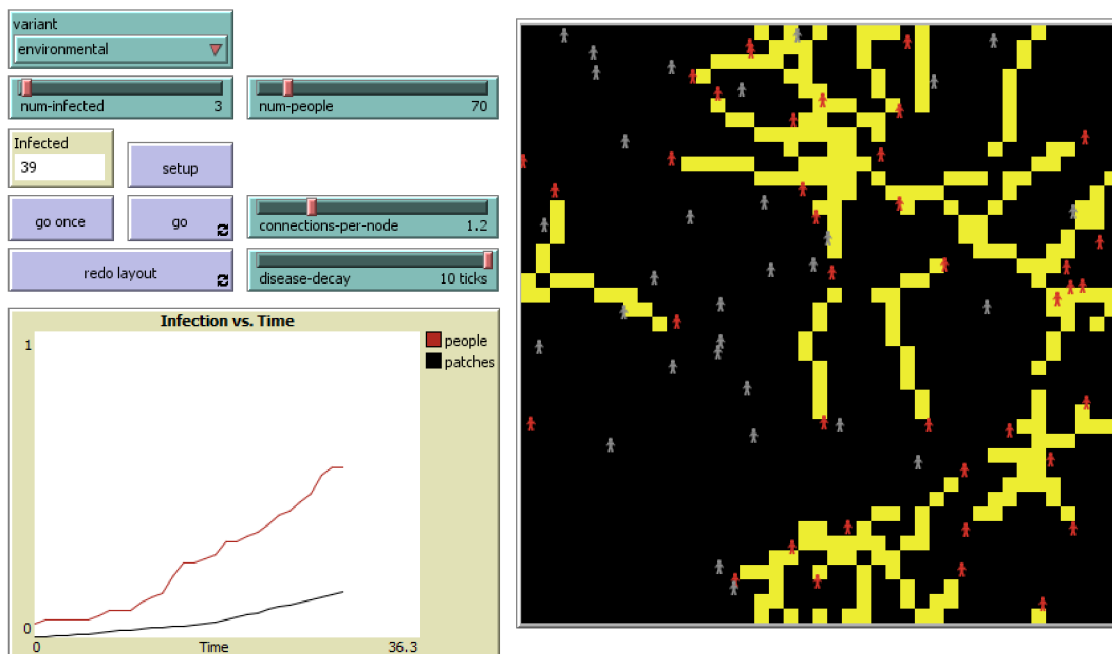 variant
environmental
num-infected 3
num-people 70
Infected
39
setup
go once
go
connections-per-node 1.2
redo layout
disease-decay 10 ticks
Infection vs. Time
1
people
patches
0
0 Time 36.3